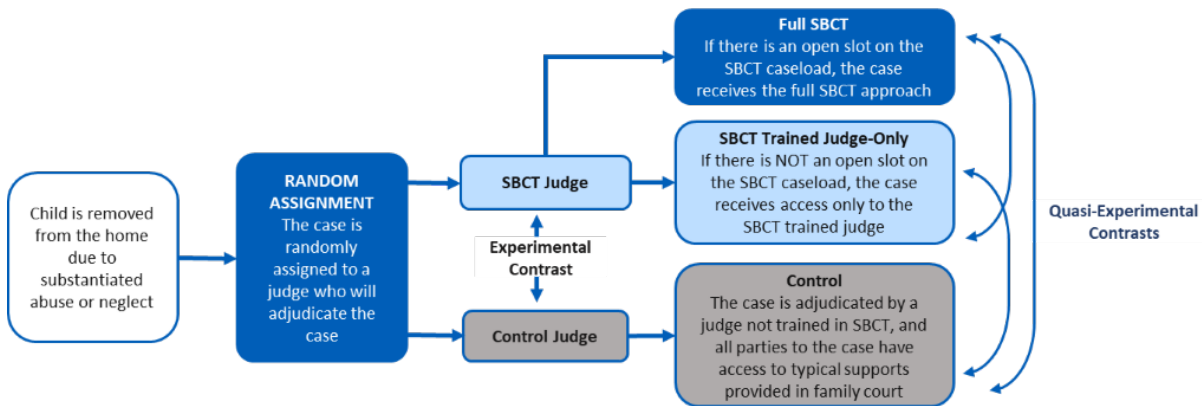 Child is removed
from the home
due to
substantiated
abuse or neglect
RANDOM
ASSIGNMENT
The case is
randomly
assigned to a
judge who will
adjudicate the
case
SBCT Judge
Experimental
Contrast
Control Judge
Full SBCT
If there is an open slot on the
SBCT caseload, the case
receives the full SBCT approach
SBCT Trained Judge-Only
If there is NOT an open slot on
the SBCT caseload, the case
receives access only to the
SBCT trained judge
Control
The case is adjudicated by a
judge not trained in SBCT, and
all parties to the case have
access to typical supports
provided in family court
Quasi-Experimental
Contrasts